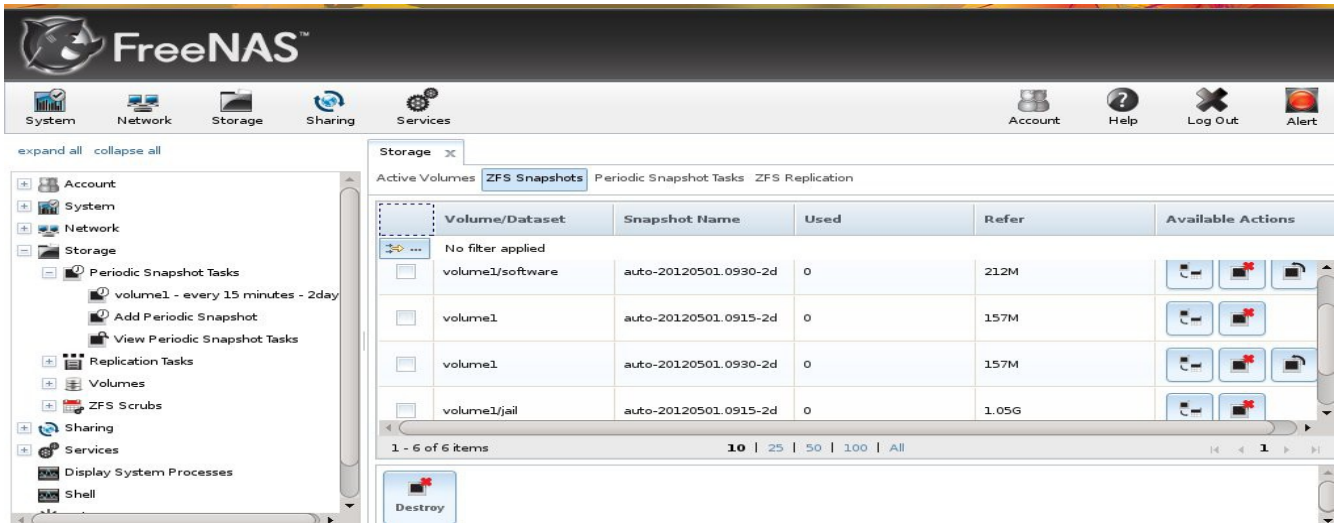 FreeNAS™
System Network Storage Sharing Services Account Help Log Out Alert
expand all collapse all
Account
System
Network
Storage
Periodic Snapshot Tasks
volume1 - every 15 minutes - 2day
Add Periodic Snapshot
View Periodic Snapshot Tasks
Replication Tasks
Volumes
ZFS Scrubs
Sharing
Services
Display System Processes
Shell
Storage x
Active Volumes ZFS Snapshots Periodic Snapshot Tasks ZFS Replication
Volume/Dataset Snapshot Name Used Refer Available Actions
... No filter applied
volume1/software auto-20120501.0930-2d 0 212M
volume1 auto-20120501.0915-2d 0 157M
volume1 auto-20120501.0930-2d 0 157M
volume1/jail auto-20120501.0915-2d 0 1.05G
1 - 6 of 6 items 10 | 25 | 50 | 100 | All 1
Destroy